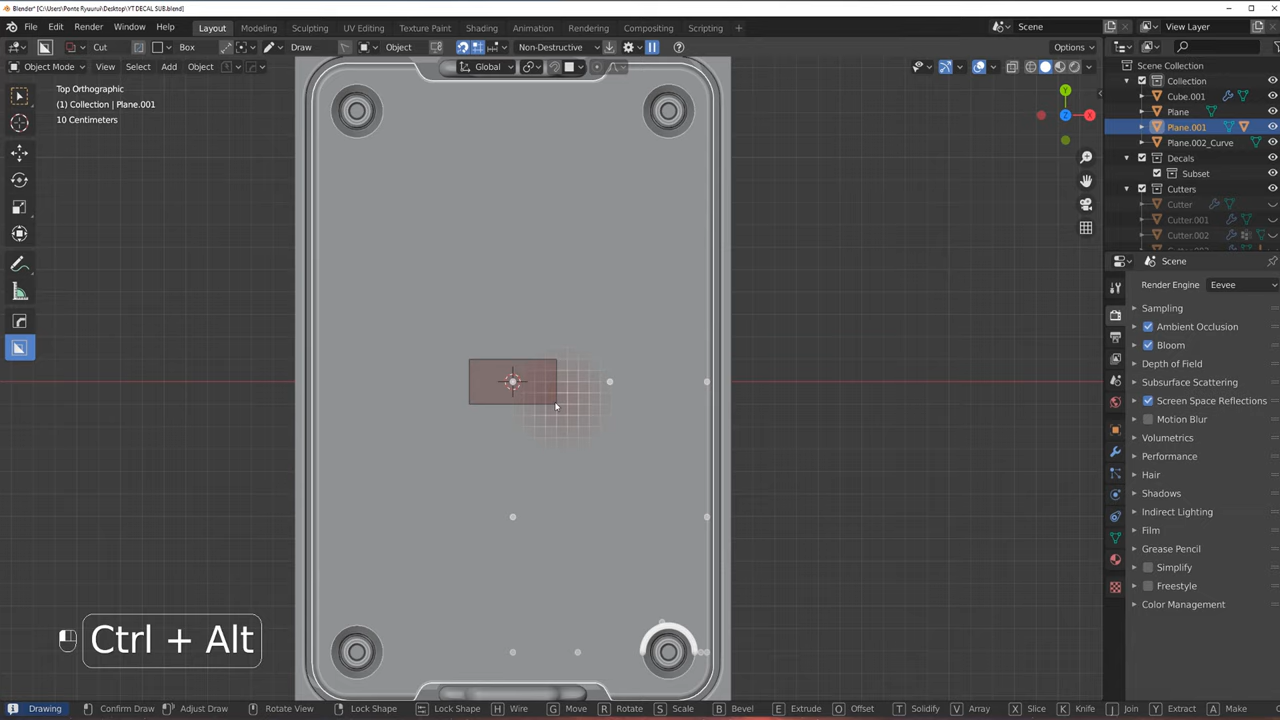 Blender* [C:\Users\Ponte Ryuurui\Desktop\YT DECAL SUB.blend]
File Edit Render Window Help Layout Modeling Sculpting UV Editing Texture Paint Shading Animation Rendering Compositing Scripting + Scene View Layer
Cut Box Draw Object Non-Destructive Options
Object Mode View Select Add Object Global
Top Orthographic
(1) Collection | Plane.001
10 Centimeters
Y
Z X
Scene Collection
Collection
Cube.001
Plane
Plane.001
Plane.002_Curve
Decals
Subset
Cutters
Cutter
Cutter.001
Cutter.002
Scene
Render Engine Eevee
Sampling
Ambient Occlusion
Bloom
Depth of Field
Subsurface Scattering
Screen Space Reflections
Motion Blur
Volumetrics
Performance
Hair
Shadows
Indirect Lighting
Film
Grease Pencil
Simplify
Freestyle
Color Management
Ctrl + Alt
Drawing Confirm Draw Adjust Draw Rotate View Lock Shape Lock Shape H Wire G Move R Rotate S Scale B Bevel E Extrude O Offset T Solidify V Array X Slice K Knife J Join Y Extract A Make